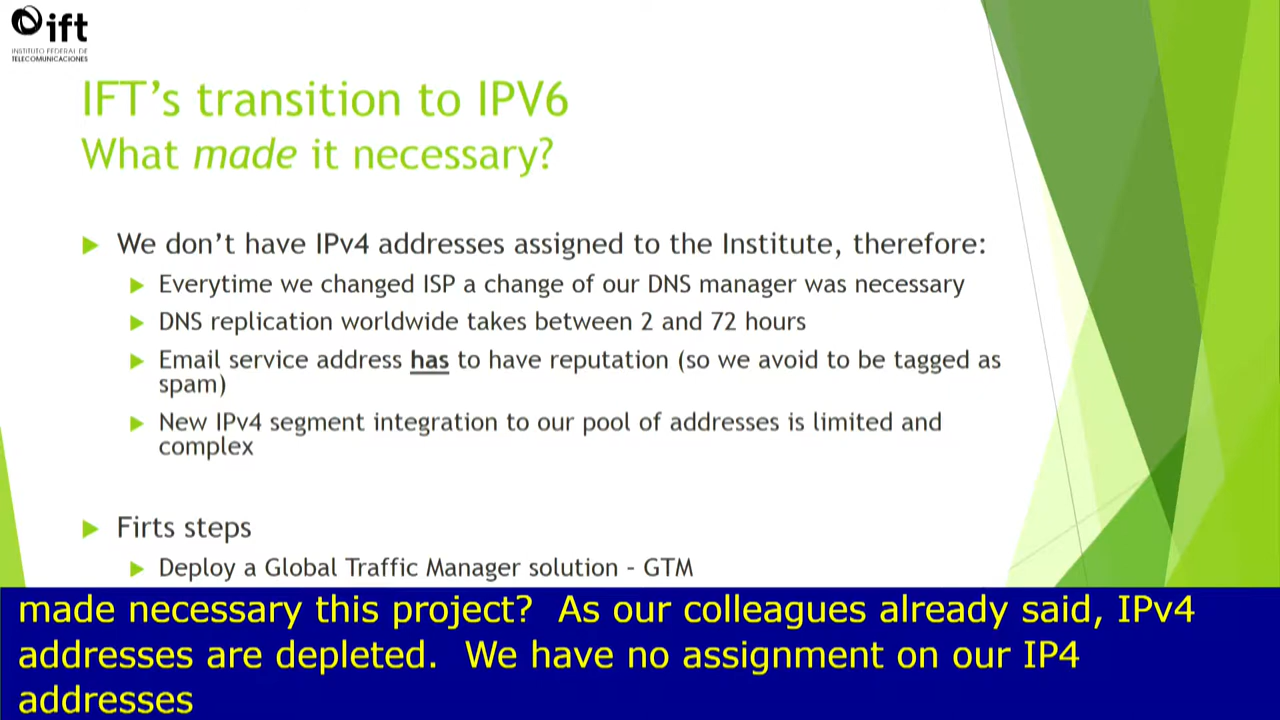 ift
INSTITUTO FEDERAL DE
TELECOMUNICACIONES
IFT’s transition to IPV6
What made it necessary?
We don’t have IPv4 addresses assigned to the Institute, therefore:
Everytime we changed ISP a change of our DNS manager was necessary
DNS replication worldwide takes between 2 and 72 hours
Email service address has to have reputation (so we avoid to be tagged as
spam)
New IPv4 segment integration to our pool of addresses is limited and
complex
Firts steps
Deploy a Global Traffic Manager solution – GTM
made necessary this project?  As our colleagues already said, IPv4
addresses are depleted.  We have no assignment on our IP4
addresses